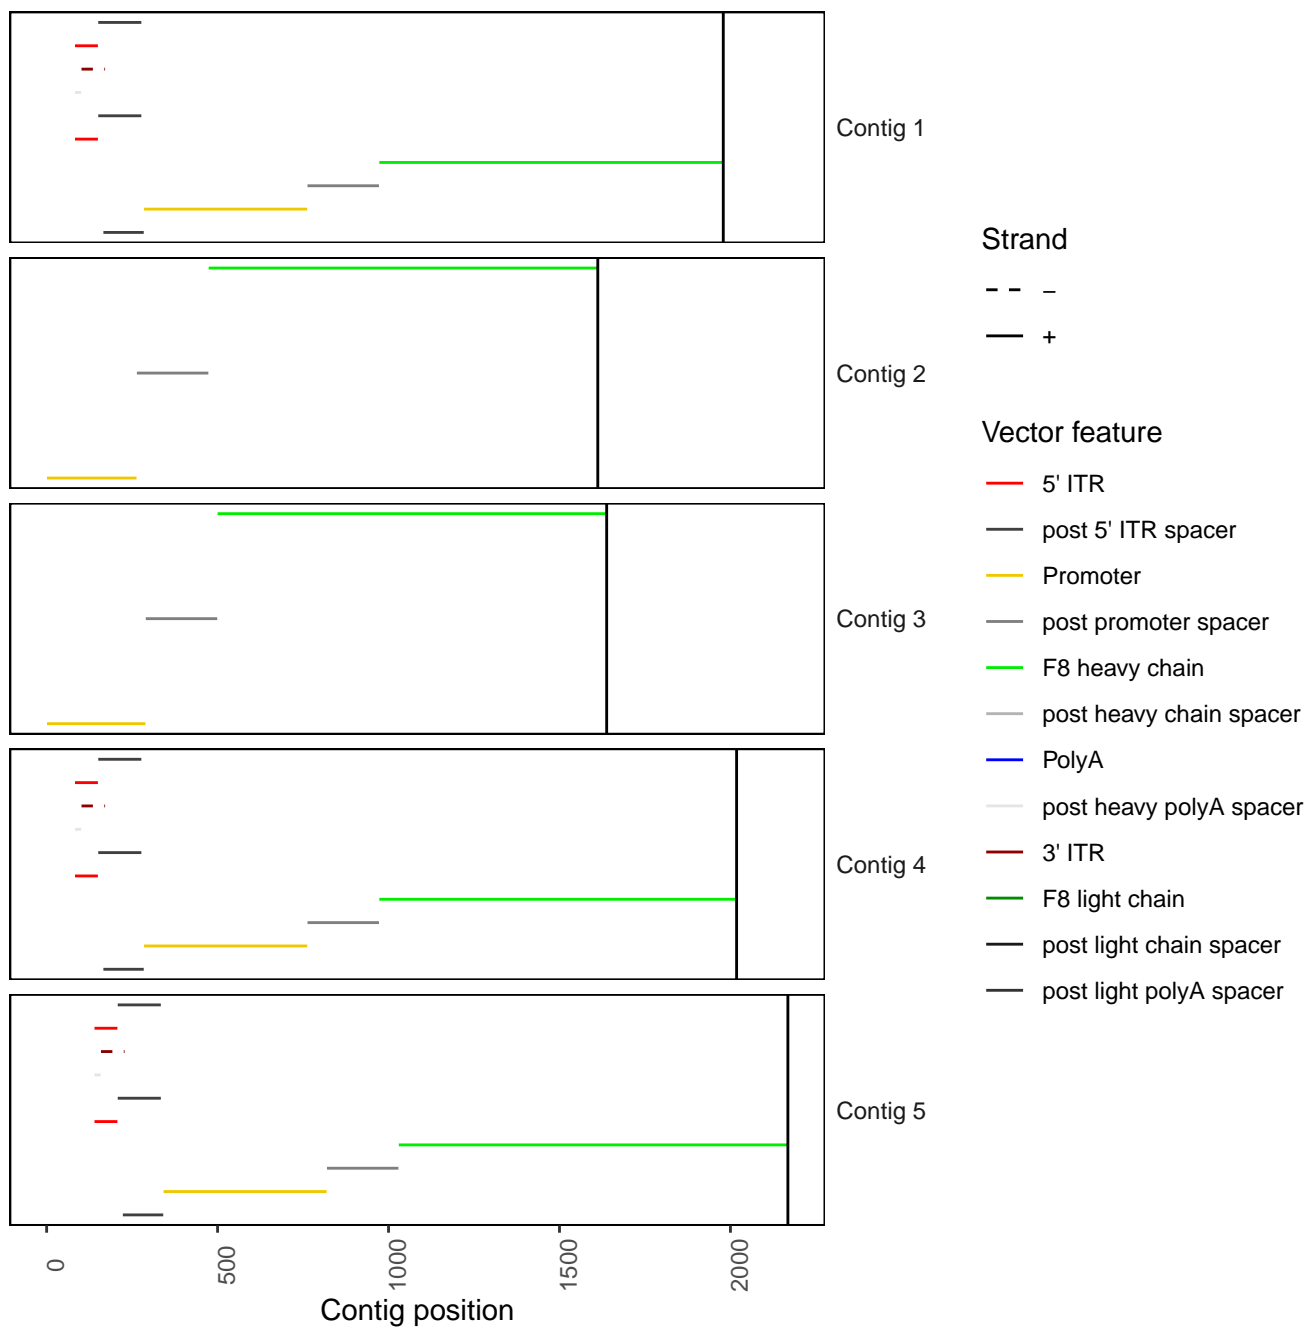 Contig 1
Contig 2
Contig 3
Contig 4
Contig 5
0
500
1000
1500
2000
Contig position
Strand
−
+
Vector feature
5' ITR
post 5' ITR spacer
Promoter
post promoter spacer
F8 heavy chain
post heavy chain spacer
PolyA
post heavy polyA spacer
3' ITR
F8 light chain
post light chain spacer
post light polyA spacer